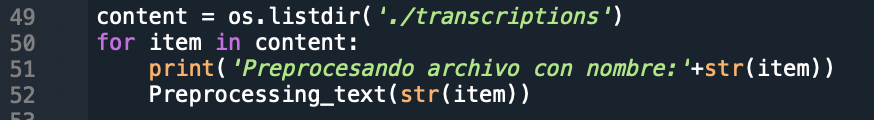 49 content = os.listdir('./transcriptions')
50 for item in content:
51     print('Preprocesando archivo con nombre:'+str(item))
52     Preprocessing_text(str(item))
53